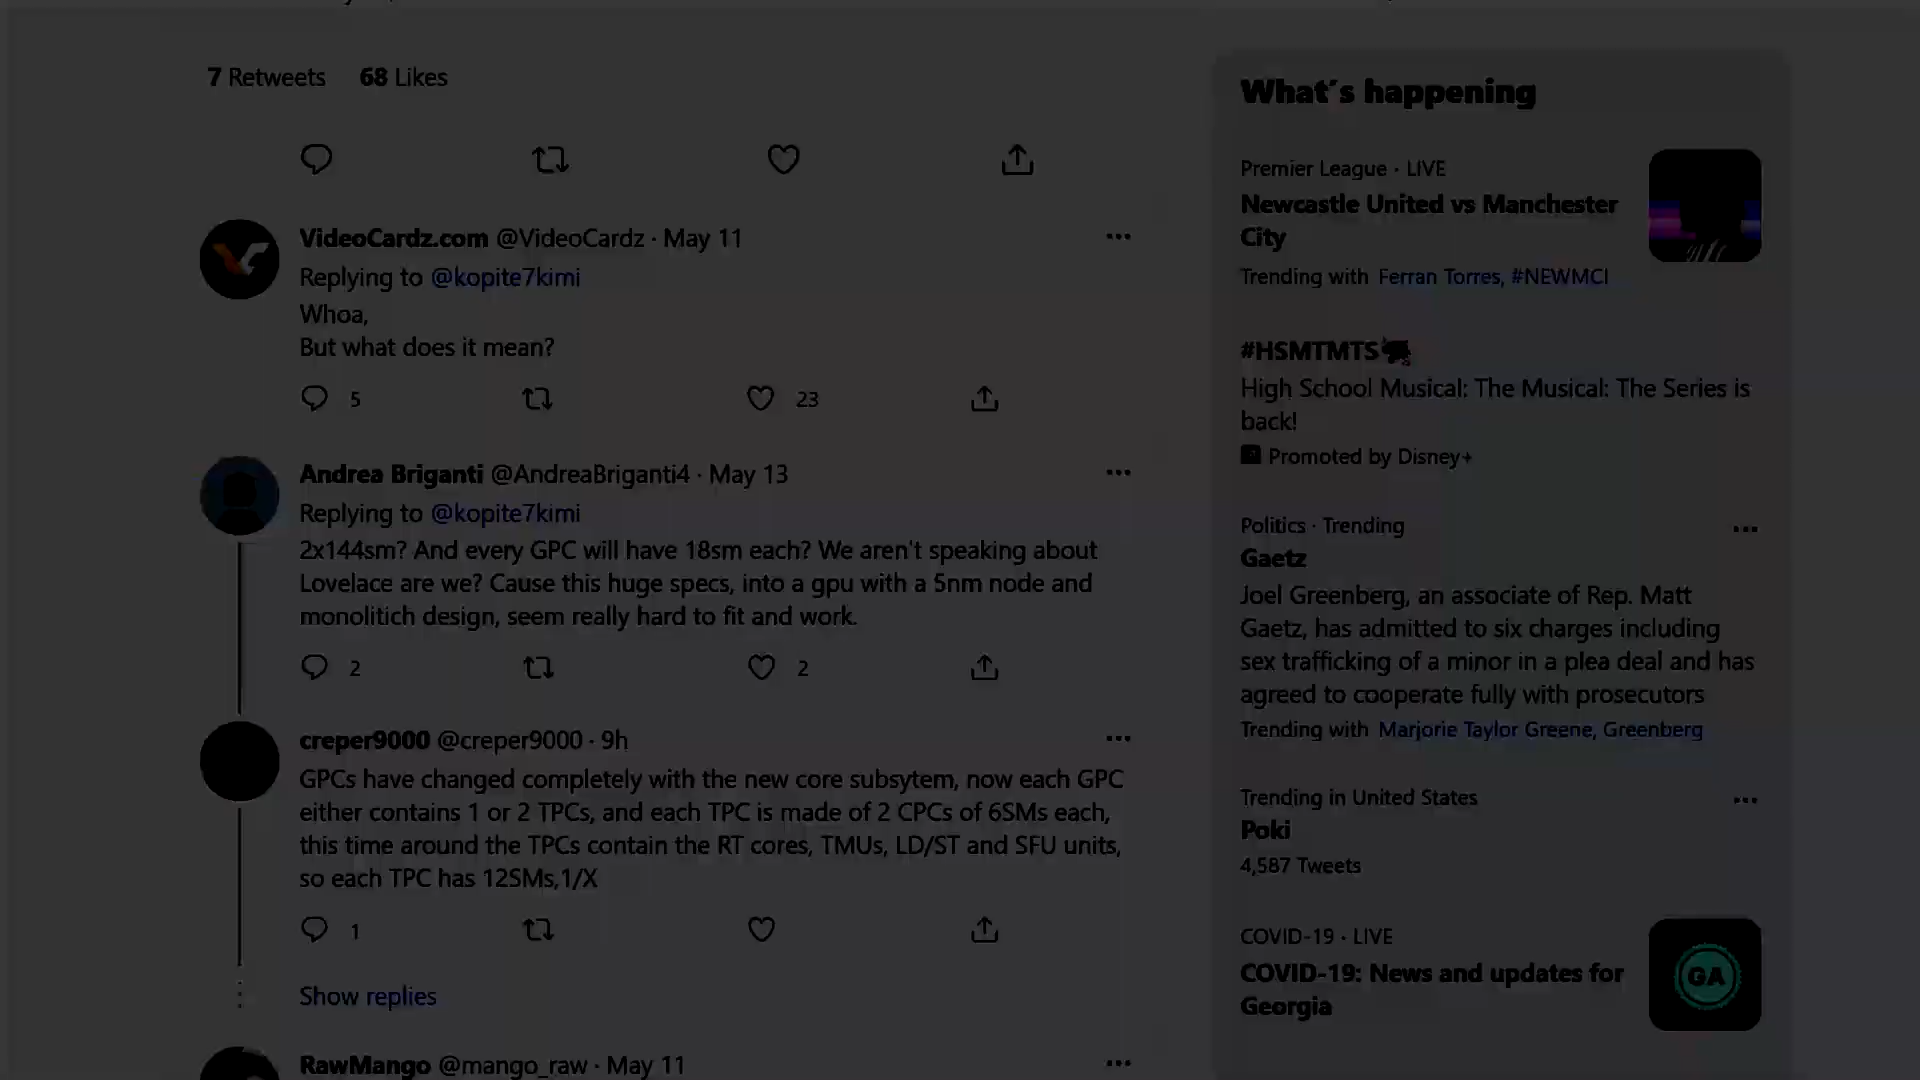 7 Retweets 68 Likes
VideoCardz.com @VideoCardz · May 11
Replying to @kopite7kimi
Whoa,
But what does it mean?
5 23
Andrea Briganti @AndreaBriganti4 · May 13
Replying to @kopite7kimi
2x144sm? And every GPC will have 18sm each? We aren't speaking about
Lovelace are we? Cause this huge specs, into a gpu with a 5nm node and
monolitich design, seem really hard to fit and work.
2 2
creper9000 @creper9000 · 9h
GPCs have changed completely with the new core subsytem, now each GPC
either contains 1 or 2 TPCs, and each TPC is made of 2 CPCs of 6SMs each,
this time around the TPCs contain the RT cores, TMUs, LD/ST and SFU units,
so each TPC has 12SMs,1/X
1
Show replies
RawMango @mango_raw · May 11
What's happening
Premier League · LIVE
Newcastle United vs Manchester
City
Trending with Ferran Torres, #NEWMCI
#HSMTMTS
High School Musical: The Musical: The Series is
back!
Promoted by Disney+
Politics · Trending
Gaetz
Joel Greenberg, an associate of Rep. Matt
Gaetz, has admitted to six charges including
sex trafficking of a minor in a plea deal and has
agreed to cooperate fully with prosecutors
Trending with Marjorie Taylor Greene, Greenberg
Trending in United States
Poki
4,587 Tweets
COVID-19 · LIVE
COVID-19: News and updates for
Georgia
GA